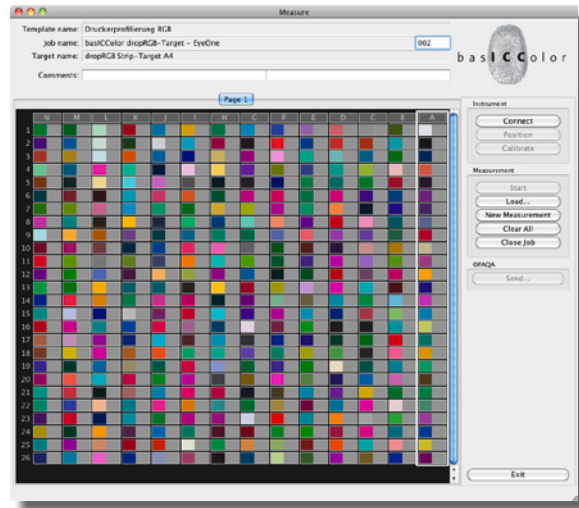 Measure
Template name: Druckerprofilierung RGB
Job name: basICColor dropRGB-Target - EyeOne 002
Target name: dropRGB Strip-Target A4
Comments:
basICColor
Page 1
N M L K J I H G F E D C B A
1
2
3
4
5
6
7
8
9
10
11
12
13
14
15
16
17
18
19
20
21
22
23
24
25
26
Instrument
Connect
Position
Calibrate
Measurement
Start
Load...
New Measurement
Clear All
Close Job
OFAQA
Send...
Exit